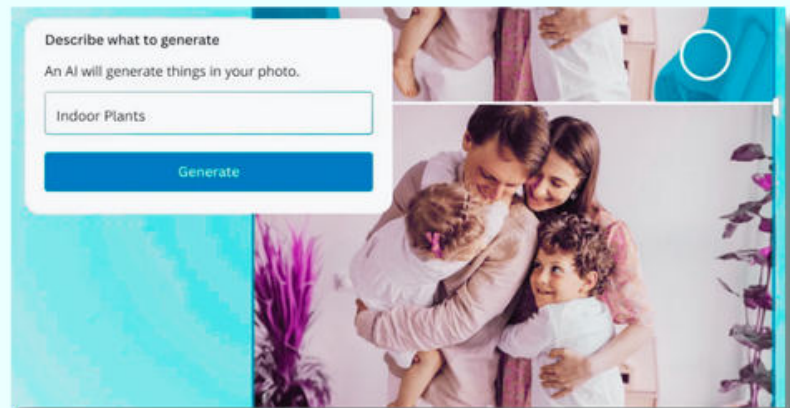 Describe what to generate
An AI will generate things in your photo.
Indoor Plants
Generate